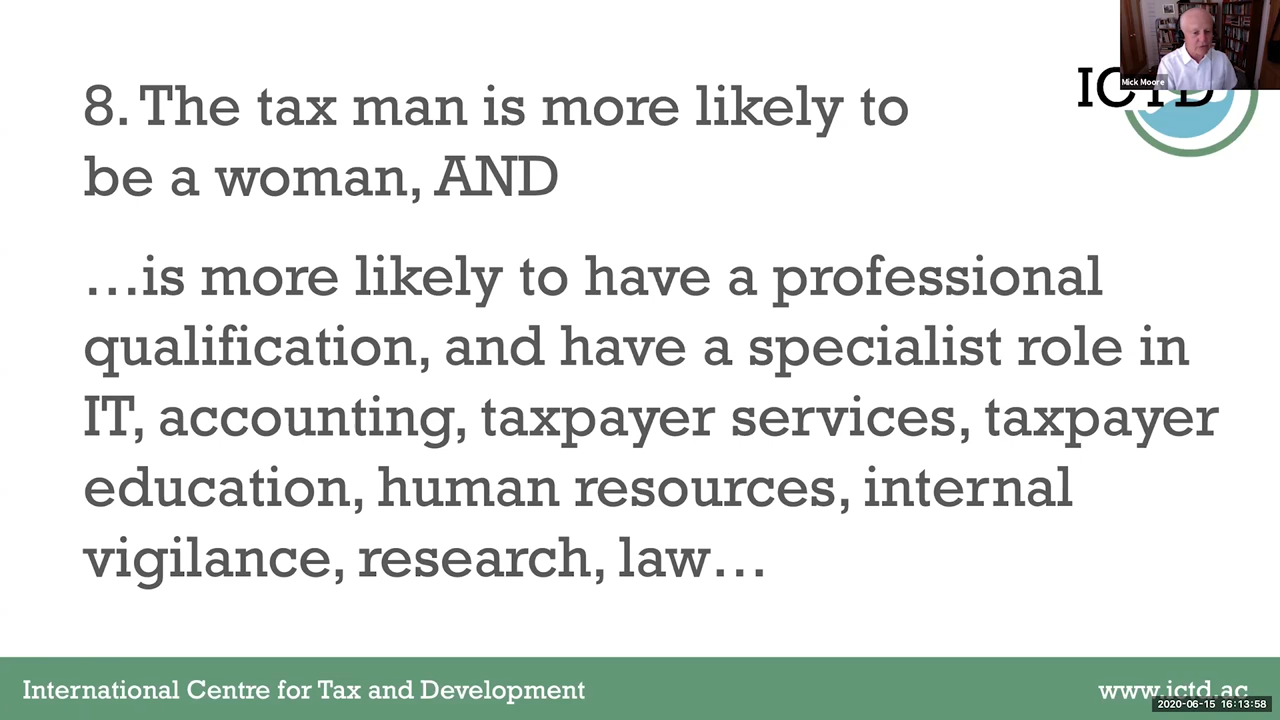 8. The tax man is more likely to
be a woman, AND
…is more likely to have a professional
qualification, and have a specialist role in
IT, accounting, taxpayer services, taxpayer
education, human resources, internal
vigilance, research, law…
ICTD
Mick Moore
International Centre for Tax and Development
www.ictd.ac
2020-06-15 16:13:58